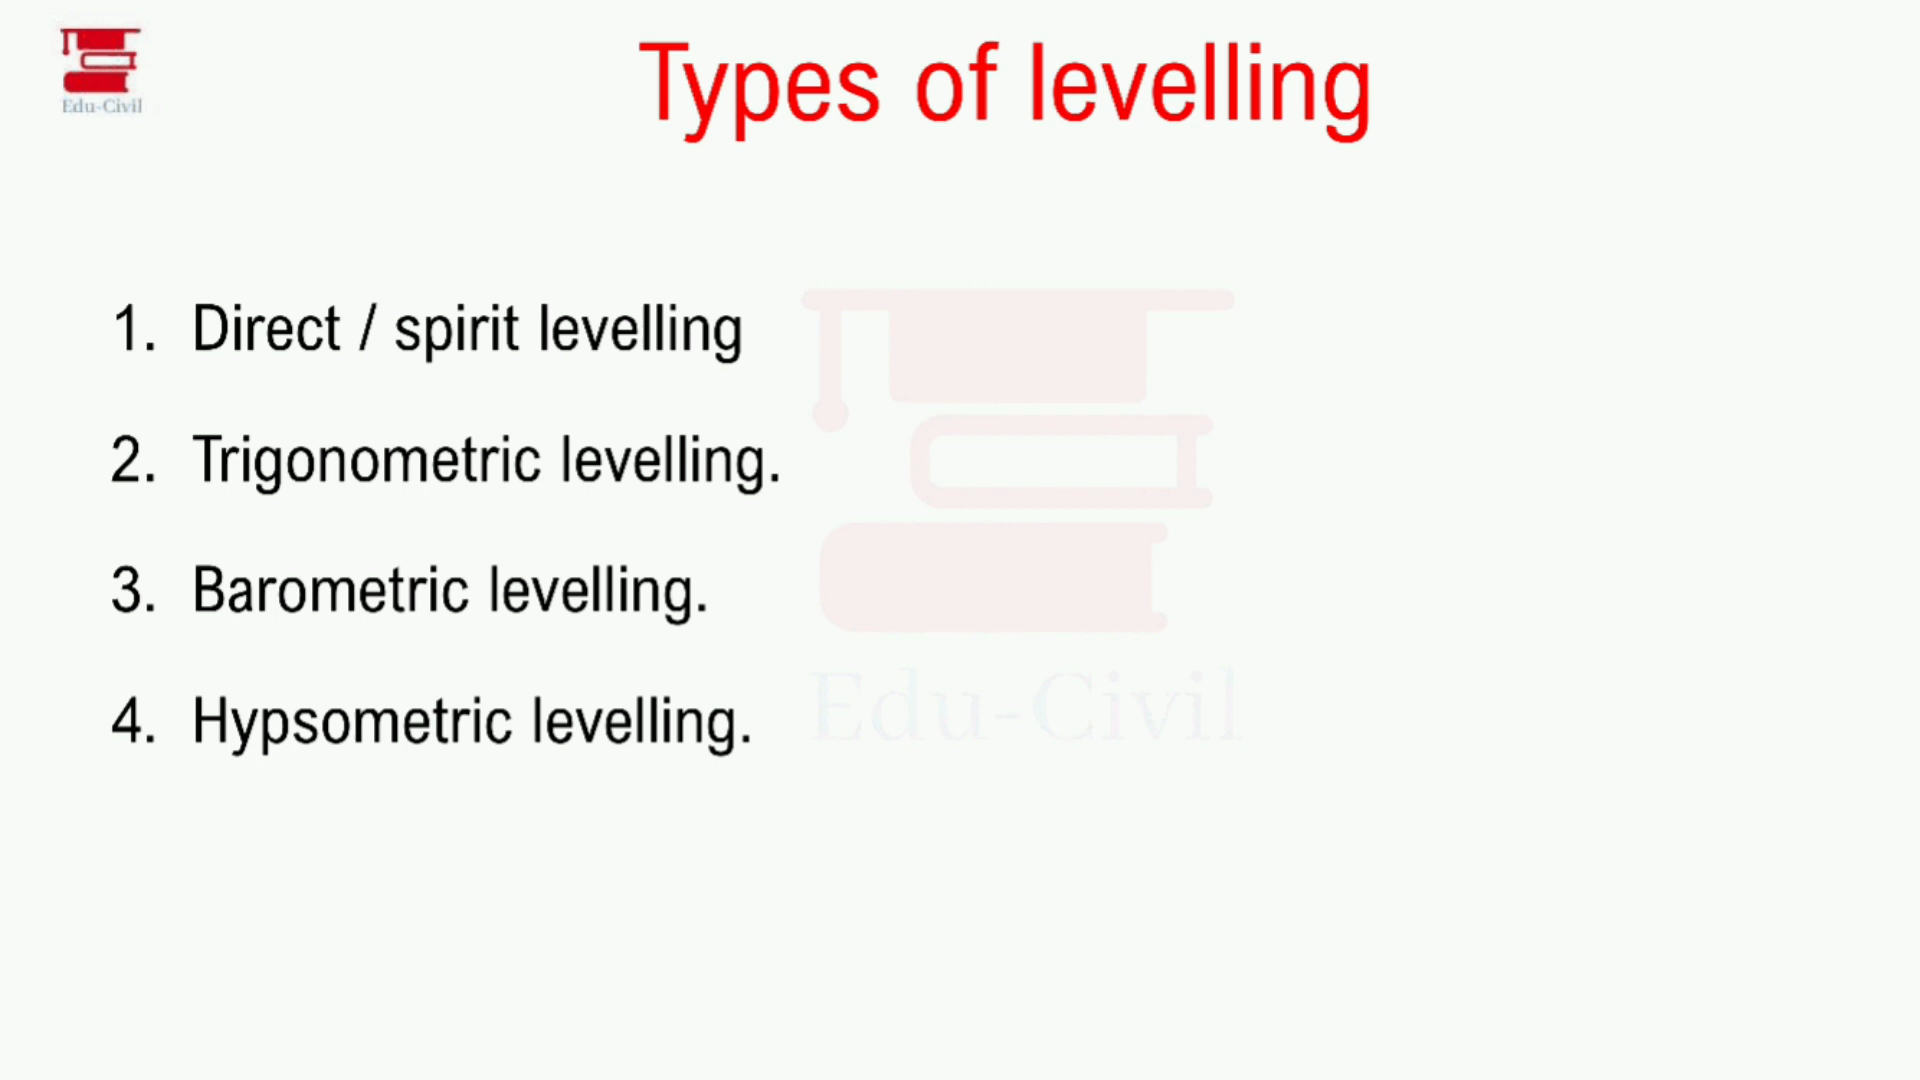 Edu-Civil
Types of levelling
1. Direct / spirit levelling
2. Trigonometric levelling.
3. Barometric levelling.
4. Hypsometric levelling.
Edu-Civil